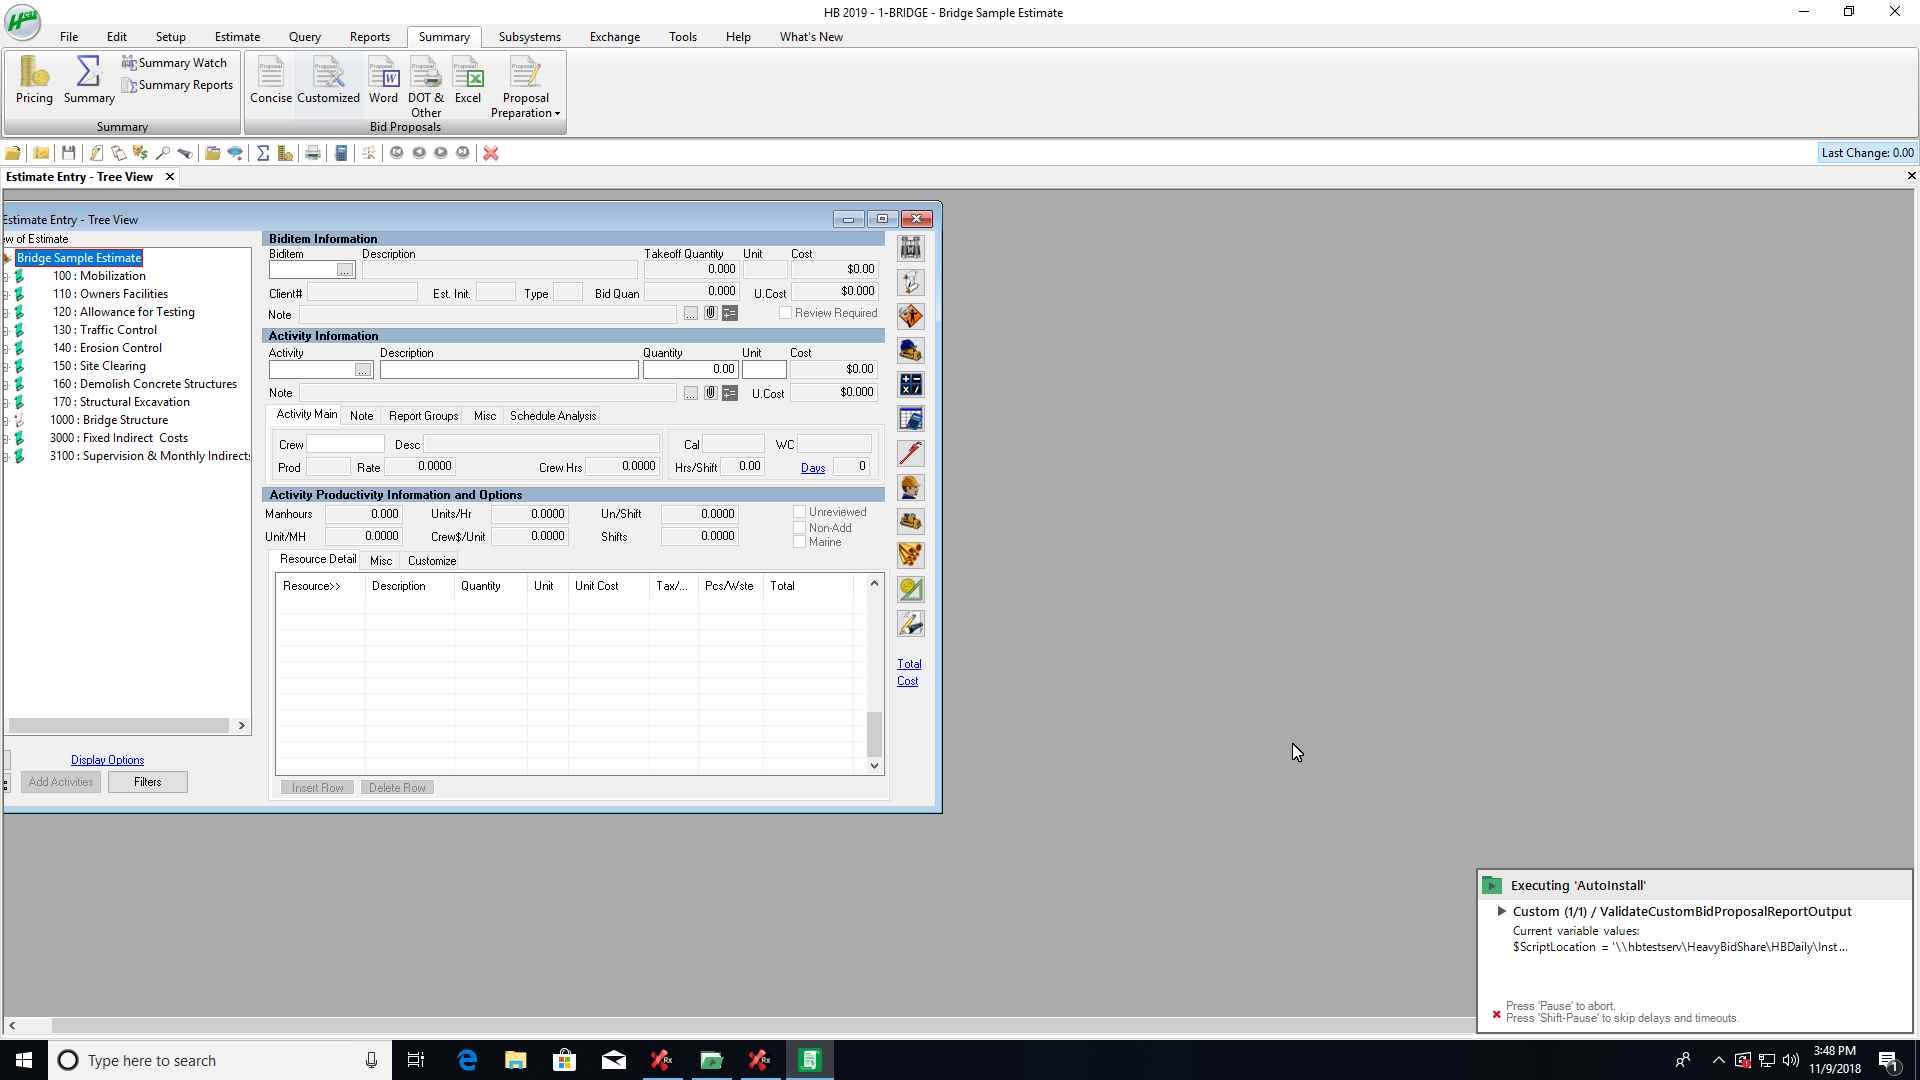 HB 2019 - 1-BRIDGE - Bridge Sample Estimate
File Edit Setup Estimate Query Reports Summary Subsystems Exchange Tools Help What's New
Pricing Summary Summary Watch
Summary Reports
Summary
Concise Customized Word DOT & Other Excel Proposal Preparation
Bid Proposals
Last Change: 0.00
Estimate Entry - Tree View
Estimate Entry - Tree View
ew of Estimate
Bridge Sample Estimate
100 : Mobilization
110 : Owners Facilities
120 : Allowance for Testing
130 : Traffic Control
140 : Erosion Control
150 : Site Clearing
160 : Demolish Concrete Structures
170 : Structural Excavation
1000 : Bridge Structure
3000 : Fixed Indirect Costs
3100 : Supervision & Monthly Indirects
Display Options
Add Activities Filters
Biditem Information
Biditem Description Takeoff Quantity Unit Cost
... 0.000 $0.00
Client# Est. Init. Type Bid Quan 0.000 U.Cost $0.000
Note ... Review Required
Activity Information
Activity Description Quantity Unit Cost
... 0.00 $0.00
Note ... U.Cost $0.000
Activity Main Note Report Groups Misc Schedule Analysis
Crew Desc Cal WC
Prod Rate 0.0000 Crew Hrs 0.0000 Hrs/Shift 0.00 Days 0
Activity Productivity Information and Options
Manhours 0.000 Units/Hr 0.0000 Un/Shift 0.0000 Unreviewed
Non-Add
Unit/MH 0.0000 Crew$/Unit 0.0000 Shifts 0.0000 Marine
Resource Detail Misc Customize
Resource>> Description Quantity Unit Unit Cost Tax/... Pcs/Wste Total
Insert Row Delete Row
Total
Cost
Executing 'AutoInstall'
Custom (1/1) / ValidateCustomBidProposalReportOutput
Current variable values:
$ScriptLocation = '\\hbtestserv\HeavyBidShare\HBDaily\Inst...
Press 'Pause' to abort.
Press 'Shift-Pause' to skip delays and timeouts.
Type here to search
3:48 PM
11/9/2018
1